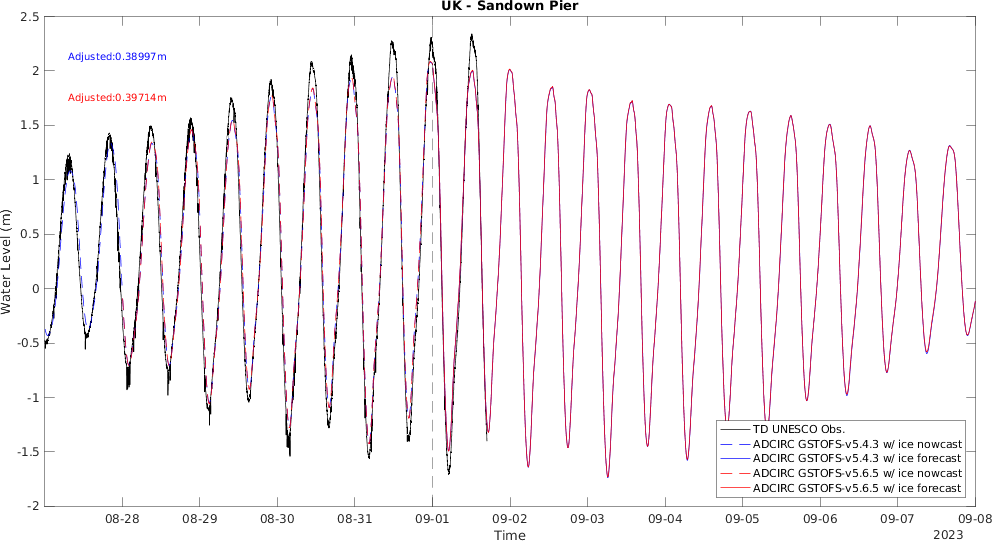 UK - Sandown Pier
2.5
2
1.5
1
0.5
0
-0.5
-1
-1.5
-2
Water Level (m)
Adjusted:0.38997m
Adjusted:0.39714m
TD UNESCO Obs.
ADCIRC GSTOFS-v5.4.3 w/ ice nowcast
ADCIRC GSTOFS-v5.4.3 w/ ice forecast
ADCIRC GSTOFS-v5.6.5 w/ ice nowcast
ADCIRC GSTOFS-v5.6.5 w/ ice forecast
08-28 08-29 08-30 08-31 09-01 09-02 09-03 09-04 09-05 09-06 09-07 09-08
Time
2023